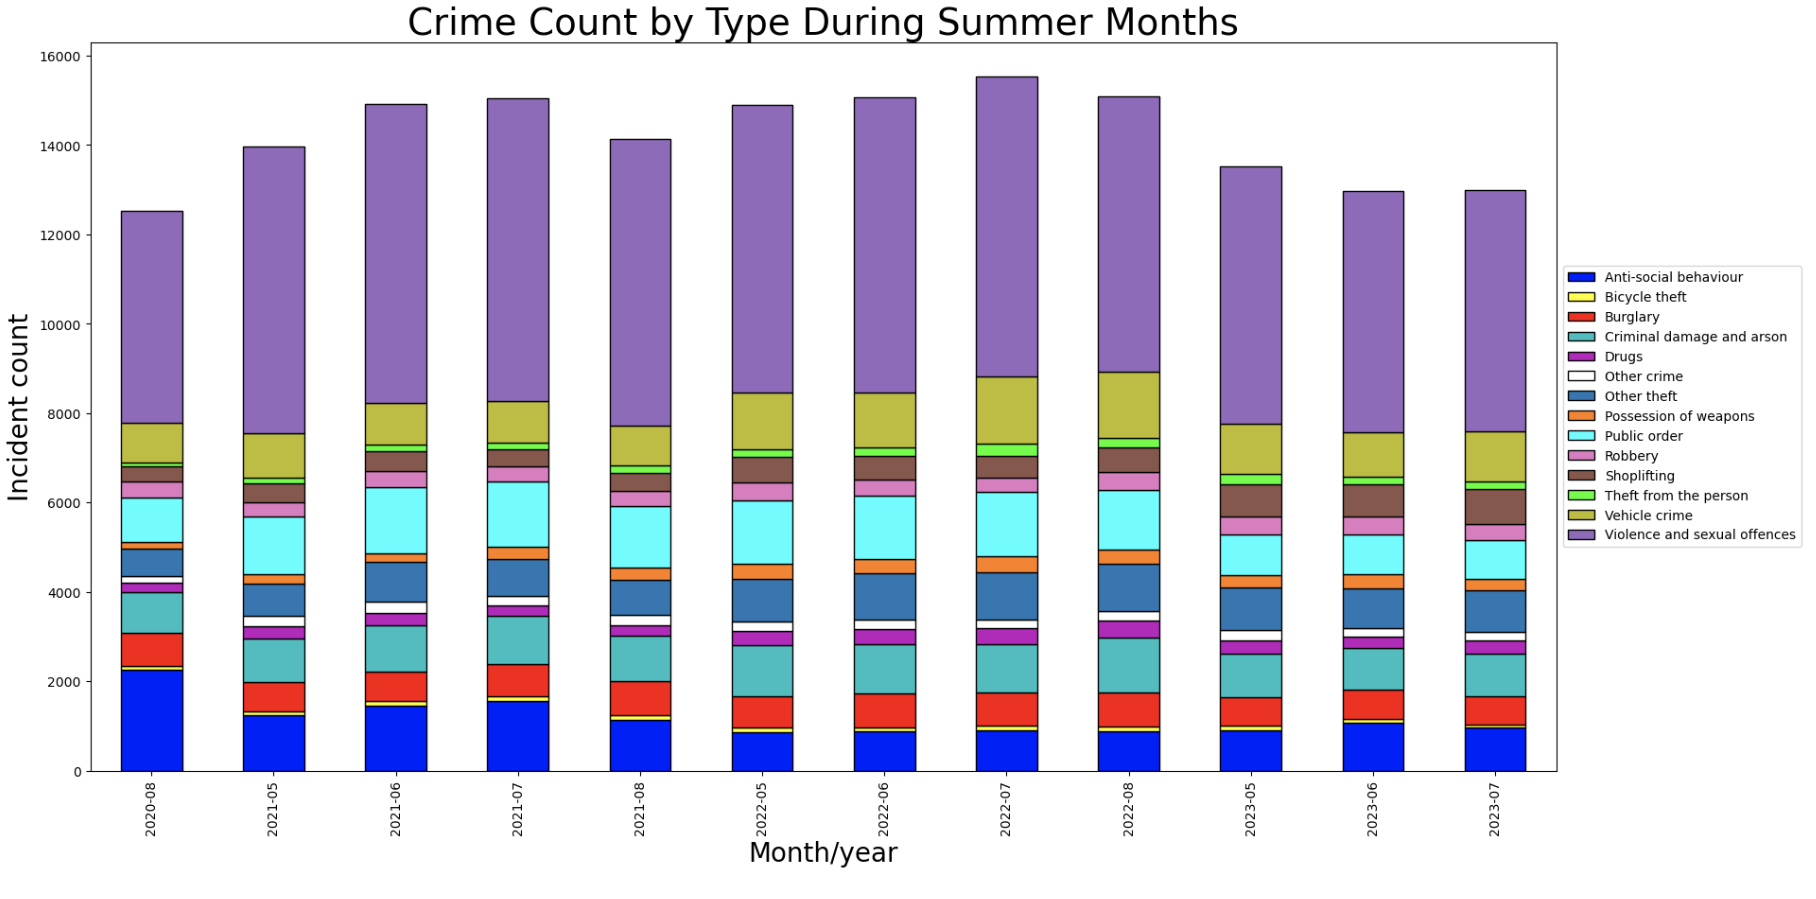 Crime Count by Type During Summer Months
Incident count
16000
14000
12000
10000
8000
6000
4000
2000
0
2020-08
2021-05
2021-06
2021-07
2021-08
2022-05
2022-06
2022-07
2022-08
2023-05
2023-06
2023-07
Month/year
Anti-social behaviour
Bicycle theft
Burglary
Criminal damage and arson
Drugs
Other crime
Other theft
Possession of weapons
Public order
Robbery
Shoplifting
Theft from the person
Vehicle crime
Violence and sexual offences